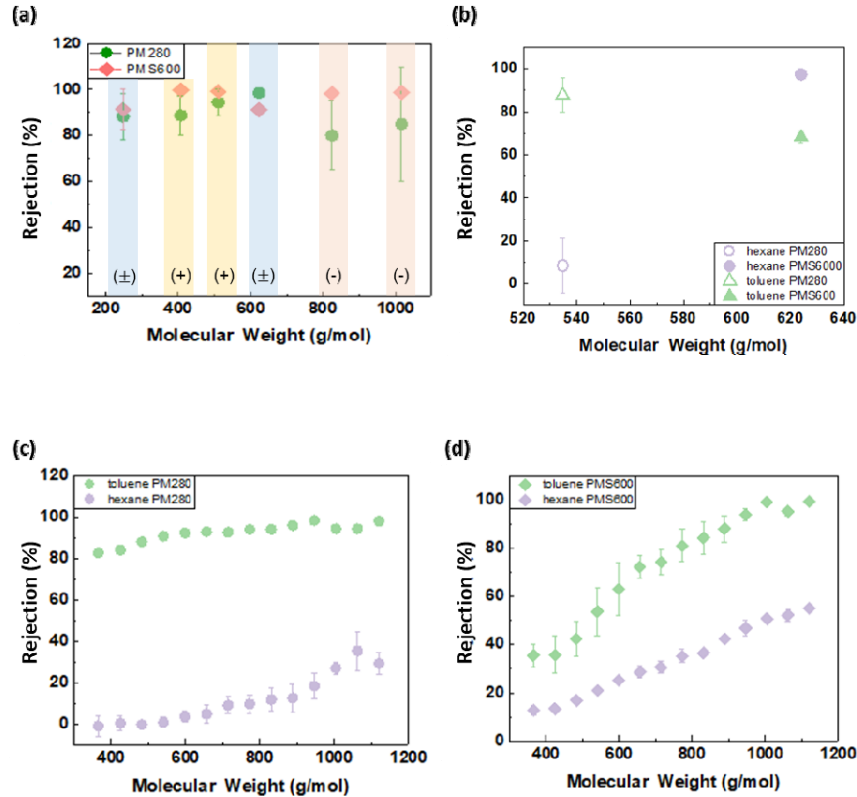 (a)
120
100
80
60
40
20
Rejection (%)
PM280
PMS600
(±)
(+)
(+)
(±)
(-)
(-)
200
400
600
800
1000
Molecular Weight (g/mol)
(b)
100
80
60
40
20
0
Rejection (%)
hexane PM280
hexane PMS6000
toluene PM280
toluene PMS600
520
540
560
580
600
620
640
Molecular Weight (g/mol)
(c)
120
100
80
60
40
20
0
Rejection (%)
toluene PM280
hexane PM280
400
600
800
1000
1200
Molecular Weight (g/mol)
(d)
100
80
60
40
20
0
Rejection (%)
toluene PMS600
hexane PMS600
400
600
800
1000
1200
Molecular Weight (g/mol)